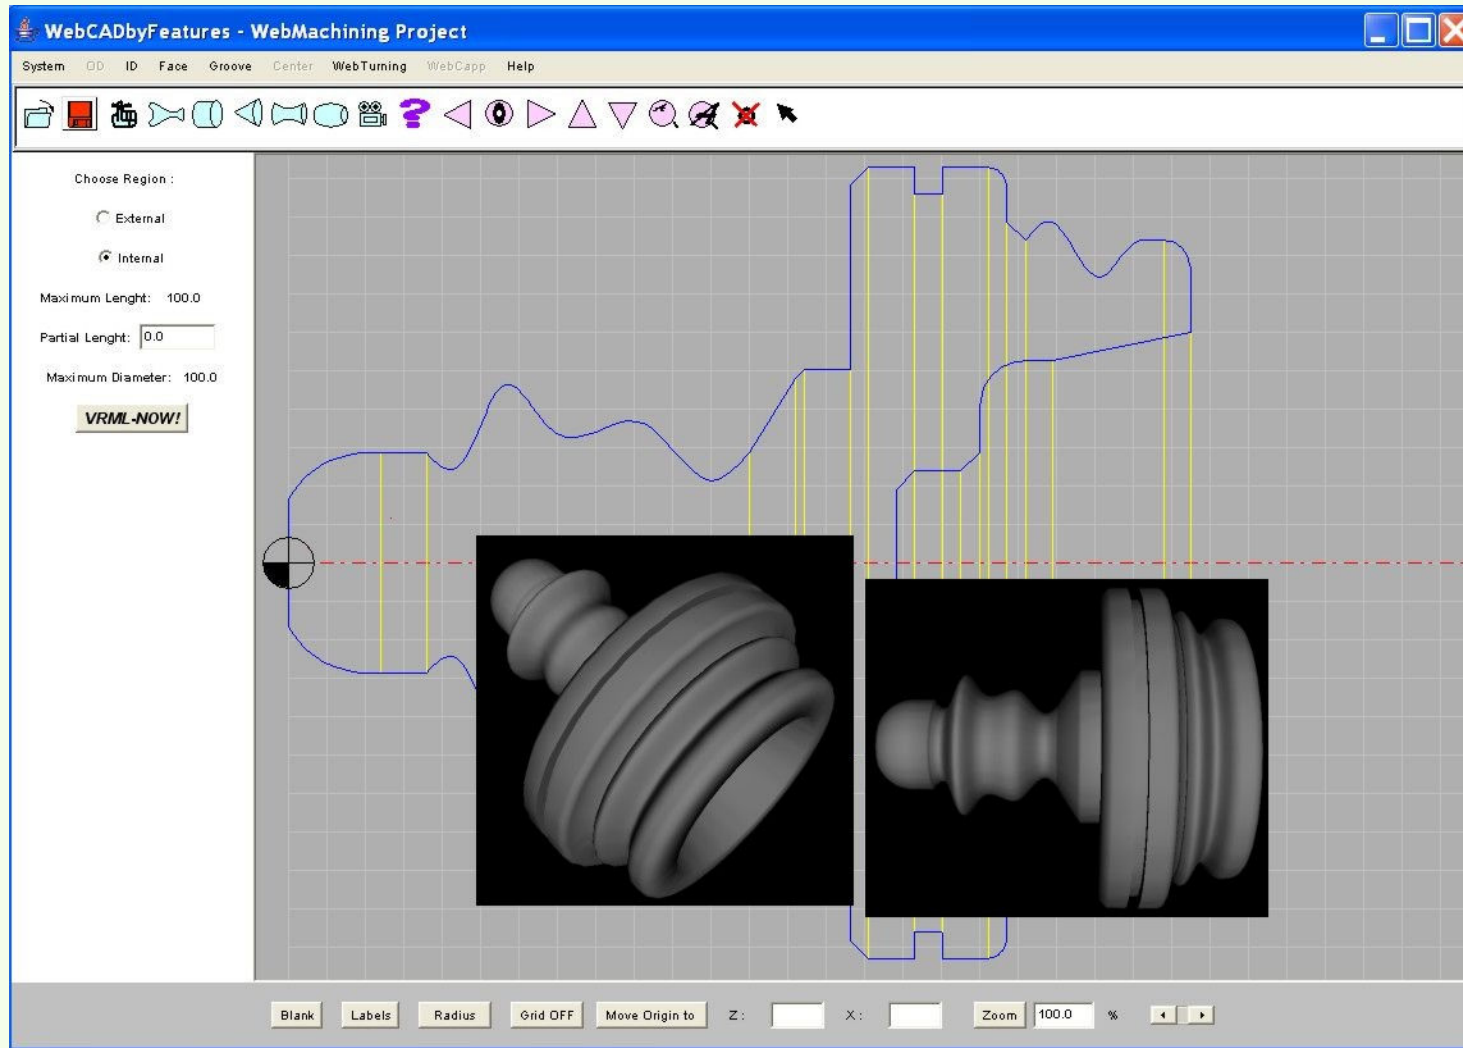 WebCADbyFeatures - WebMachining Project
System OD ID Face Groove Center WebTurning WebCapp Help
Choose Region :
External
Internal
Maximum Lenght: 100.0
Partial Lenght: 0.0
Maximum Diameter: 100.0
VRML-NOW!
Blank Labels Radius Grid OFF Move Origin to Z : X : Zoom 100.0 %